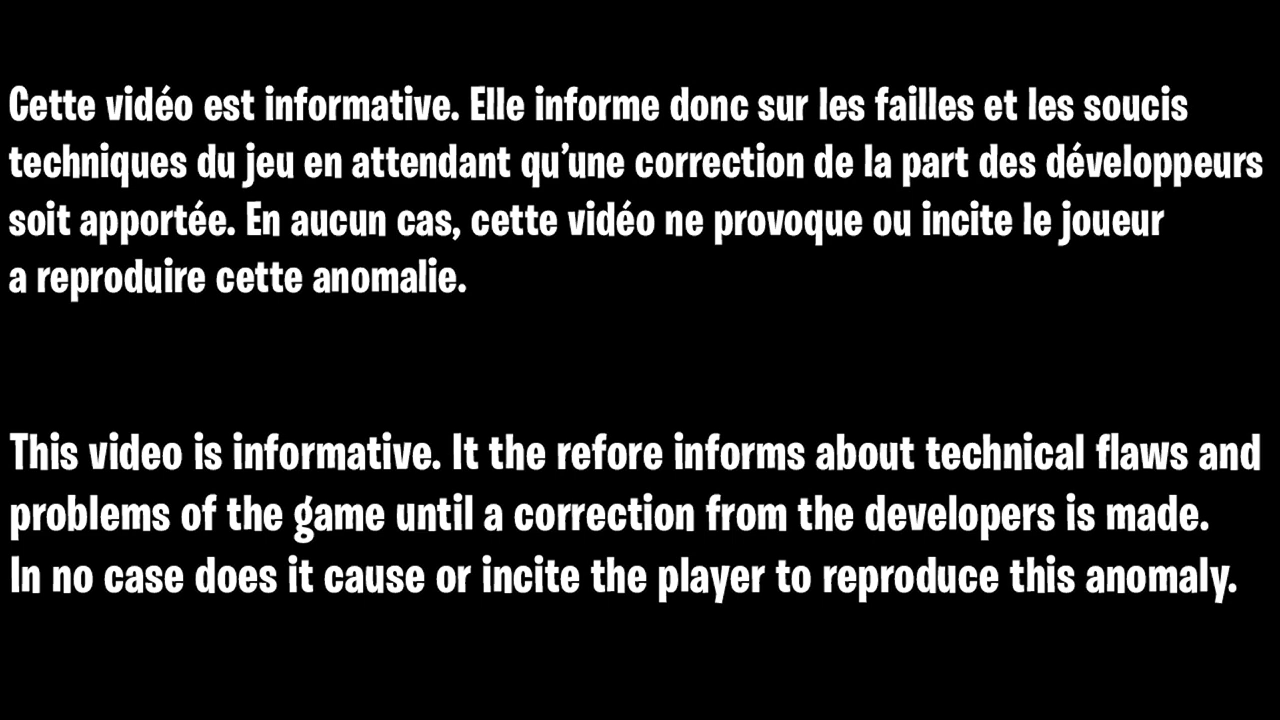 Cette vidéo est informative. Elle informe donc sur les failles et les soucis
techniques du jeu en attendant qu'une correction de la part des développeurs
soit apportée. En aucun cas, cette vidéo ne provoque ou incite le joueur
a reproduire cette anomalie.
This video is informative. It the refore informs about technical flaws and
problems of the game until a correction from the developers is made.
In no case does it cause or incite the player to reproduce this anomaly.